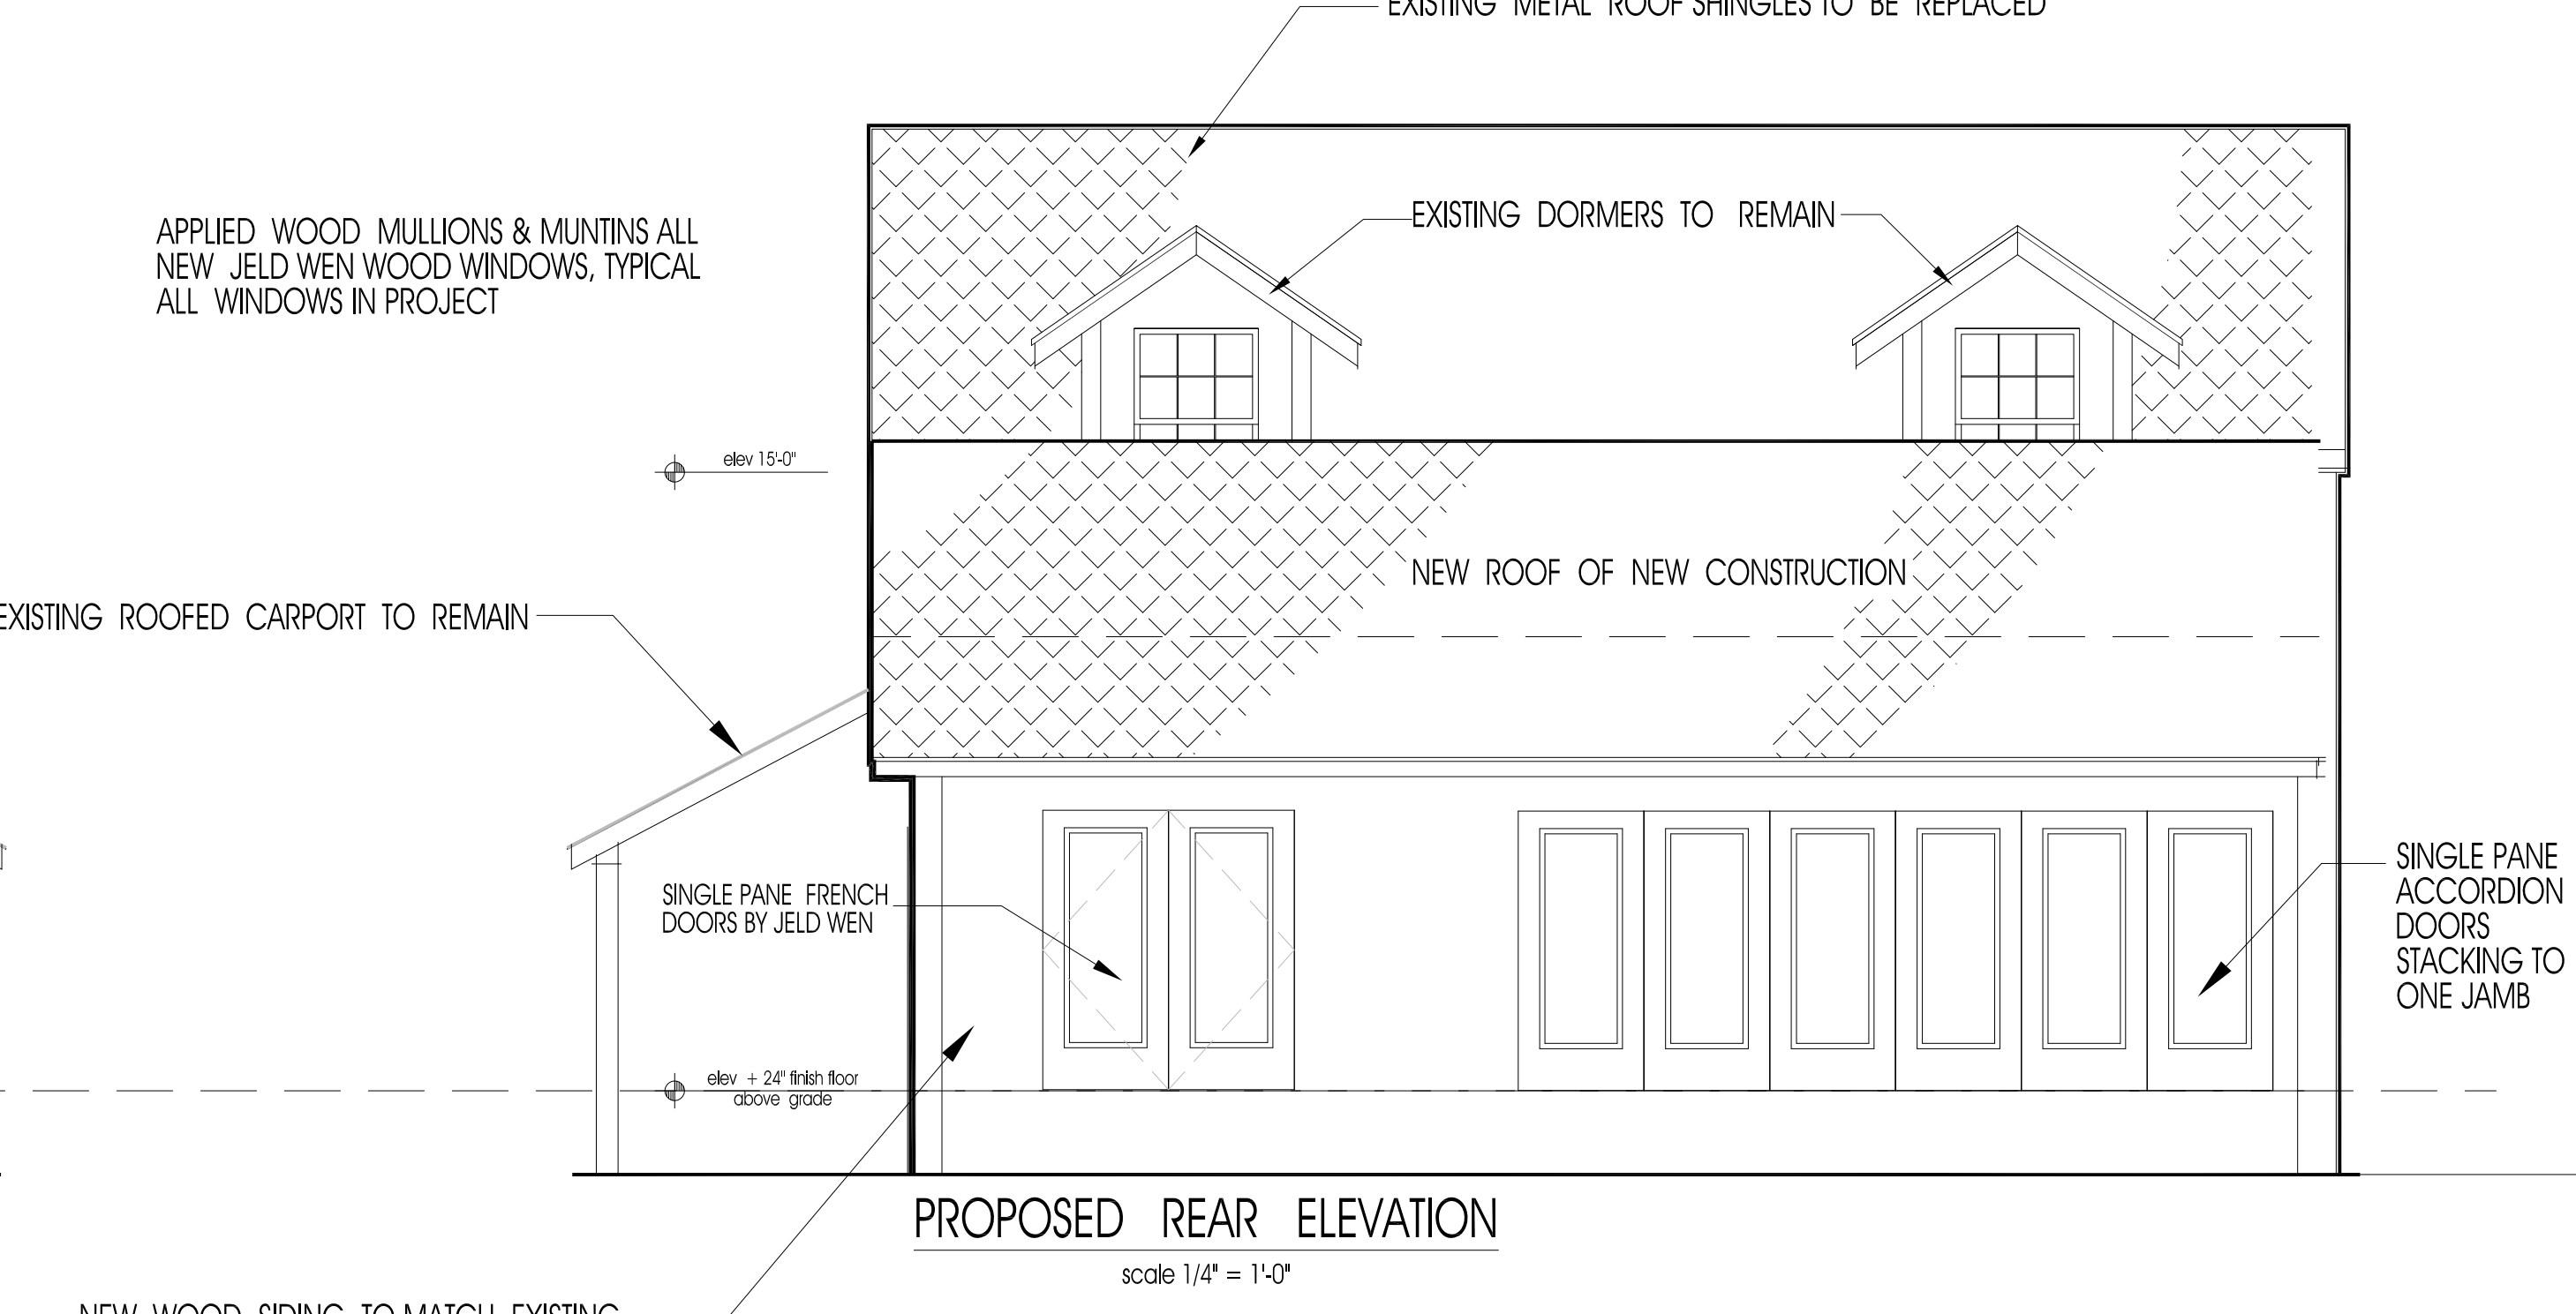 EXISTING METAL ROOF SHINGLES TO BE REPLACED
APPLIED WOOD MULLIONS & MUNTINS ALL
NEW JELD WEN WOOD WINDOWS, TYPICAL
ALL WINDOWS IN PROJECT
EXISTING DORMERS TO REMAIN
elev 15'-0"
NEW ROOF OF NEW CONSTRUCTION
EXISTING ROOFED CARPORT TO REMAIN
SINGLE PANE FRENCH
DOORS BY JELD WEN
SINGLE PANE
ACCORDION
DOORS
STACKING TO
ONE JAMB
elev + 24" finish floor
above grade
PROPOSED REAR ELEVATION
scale 1/4" = 1'-0"
NEW WOOD SIDING TO MATCH EXISTING